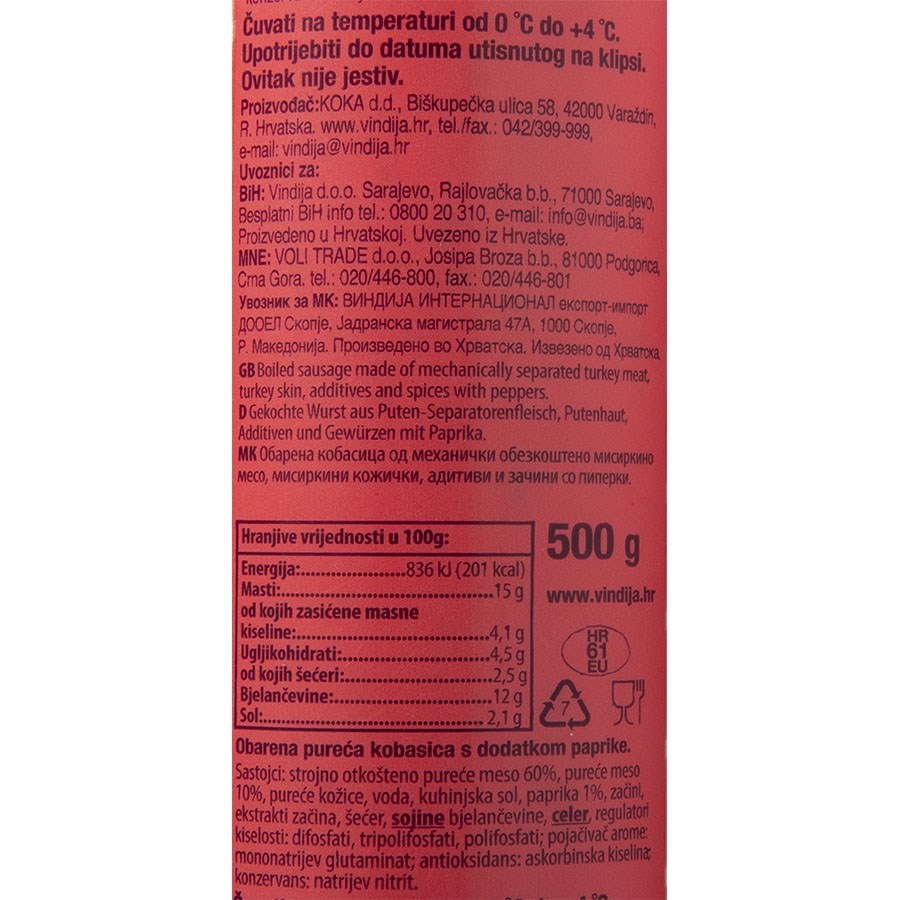 Čuvati na temperaturi od 0 °C do +4 °C.
Upotrijebiti do datuma utisnutog na klipsi.
Ovitak nije jestiv.
Proizvođač:KOKA d.d., Biškupečka ulica 58, 42000 Varaždin,
R. Hrvatska. www.vindija.hr, tel./fax.: 042/399-999,
e-mail: vindija@vindija.hr
Uvoznici za:
BiH: Vindija d.o.o. Sarajevo, Rajlovačka b.b., 71000 Sarajevo,
Besplatni BiH info tel.: 0800 20 310, e-mail: info@vindija.ba;
Proizvedeno u Hrvatskoj. Uvezeno iz Hrvatske.
MNE: VOLI TRADE d.o.o., Josipa Broza b.b., 81000 Podgorica,
Crna Gora. tel.: 020/446-800, fax.: 020/446-801
Увозник за МК: ВИНДИЈА ИНТЕРНАЦИОНАЛ експорт-импорт
ДООЕЛ Скопје, Јадранска магистрала 47А, 1000 Скопје,
Р. Македонија. Произведено во Хрватска. Извезено од Хрватска
GB Boiled sausage made of mechanically separated turkey meat,
turkey skin, additives and spices with peppers.
D Gekochte Wurst aus Puten-Separatorenfleisch, Putenhaut,
Additiven und Gewürzen mit Paprika.
МК Обарена кобасица од механички обезкоштено мисиркино
месо, мисиркини кожички, адитиви и зачини со пиперки.
Hranjive vrijednosti u 100g:
Energija:......................836 kJ (201 kcal)
Masti:.............................................15 g
od kojih zasićene masne
kiseline:.........................................4,1 g
Ugljikohidrati:...............................4,5 g
od kojih šećeri:..............................2,5 g
Bjelančevine:.................................12 g
Sol:................................................ 2,1 g
500 g
www.vindija.hr
HR
61
EU
7
Obarena pureća kobasica s dodatkom paprike.
Sastojci: strojno otkošteno pureće meso 60%, pureće meso
10%, pureće kožice, voda, kuhinjska sol, paprika 1%, začini,
ekstrakti začina, šećer, sojine bjelančevine, celer, regulatori
kiselosti: difosfati, tripolifosfati, polifosfati; pojačivač arome:
mononatrijev glutaminat; antioksidans: askorbinska kiselina;
konzervans: natrijev nitrit.